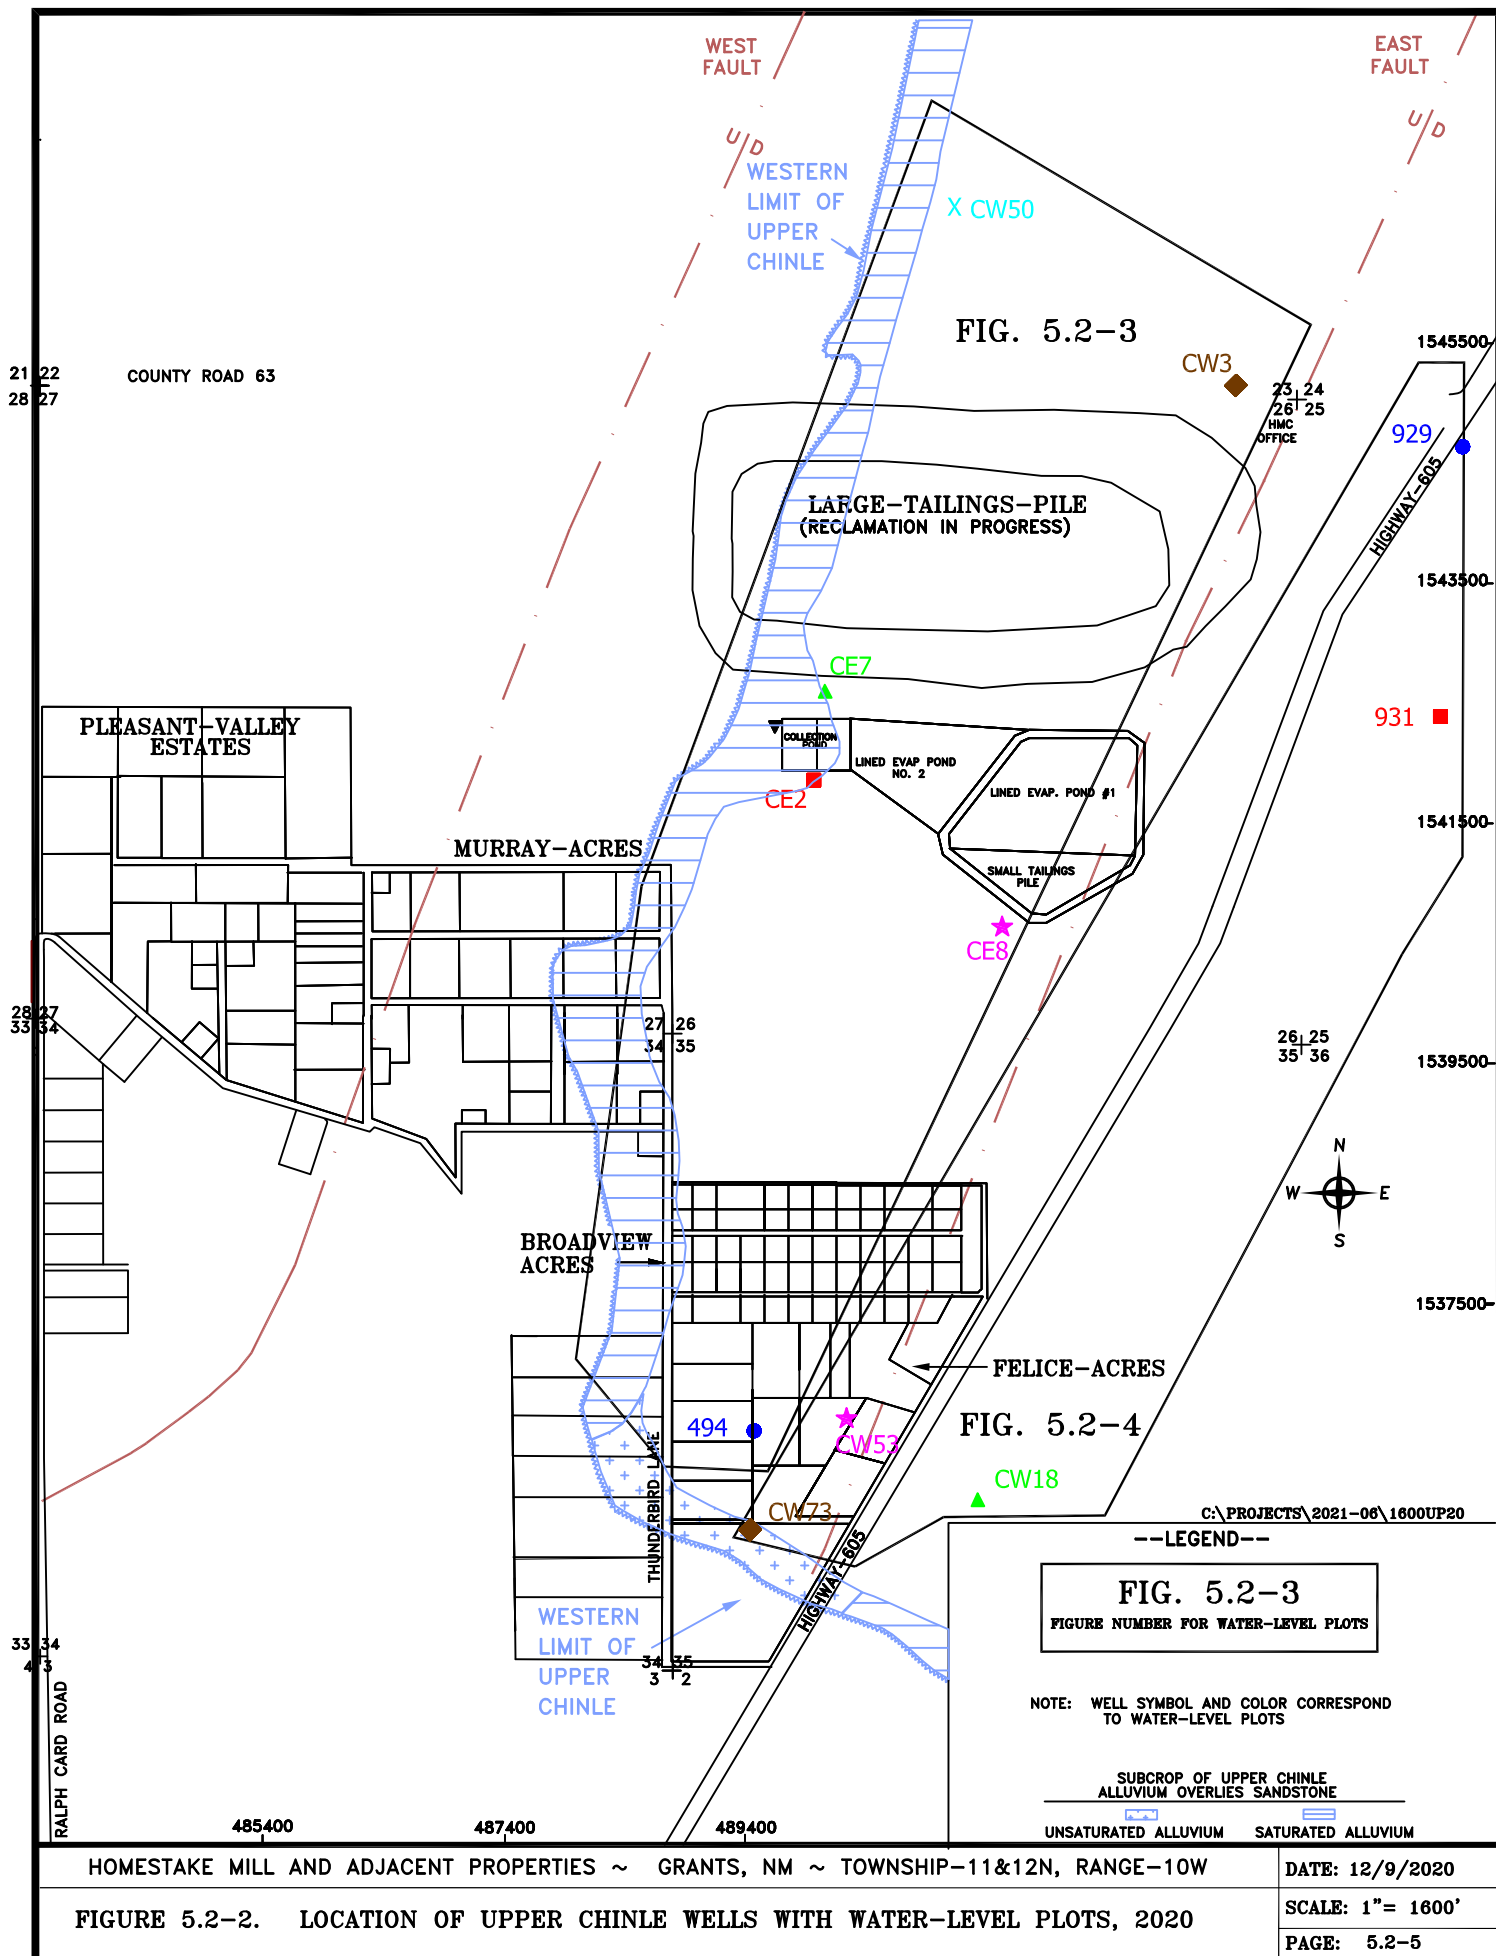 WEST
FAULT
EAST
FAULT
U/D
U/D
WESTERN
LIMIT OF
UPPER
CHINLE
X CW50
FIG. 5.2-3
1545500
CW3
21 22
28 27
COUNTY ROAD 63
23 24
26 25
HMC
OFFICE
929
HIGHWAY-605
LARGE-TAILINGS-PILE
(RECLAMATION IN PROGRESS)
1543500
CE7
931
PLEASANT-VALLEY
ESTATES
COLLECTION
POND
LINED EVAP POND
NO. 2
LINED EVAP. POND #1
CE2
1541500
MURRAY-ACRES
SMALL TAILINGS
PILE
CE8
28 27
33 34
27 26
34 35
26 25
35 36
1539500
N
W E
S
BROADVIEW
ACRES
1537500
FELICE-ACRES
494
CW53
FIG. 5.2-4
THUNDERBIRD LANE
CW18
CW73
HIGHWAY-605
C:\PROJECTS\2021-06\1600UP20
--LEGEND--
FIG. 5.2-3
FIGURE NUMBER FOR WATER-LEVEL PLOTS
WESTERN
LIMIT OF
UPPER
CHINLE
33 34
4 3
34 35
3 2
RALPH CARD ROAD
NOTE: WELL SYMBOL AND COLOR CORRESPOND
TO WATER-LEVEL PLOTS
SUBCROP OF UPPER CHINLE
ALLUVIUM OVERLIES SANDSTONE
UNSATURATED ALLUVIUM SATURATED ALLUVIUM
485400 487400 489400
HOMESTAKE MILL AND ADJACENT PROPERTIES ~ GRANTS, NM ~ TOWNSHIP-11&12N, RANGE-10W
DATE: 12/9/2020
FIGURE 5.2-2. LOCATION OF UPPER CHINLE WELLS WITH WATER-LEVEL PLOTS, 2020
SCALE: 1"= 1600'
PAGE: 5.2-5